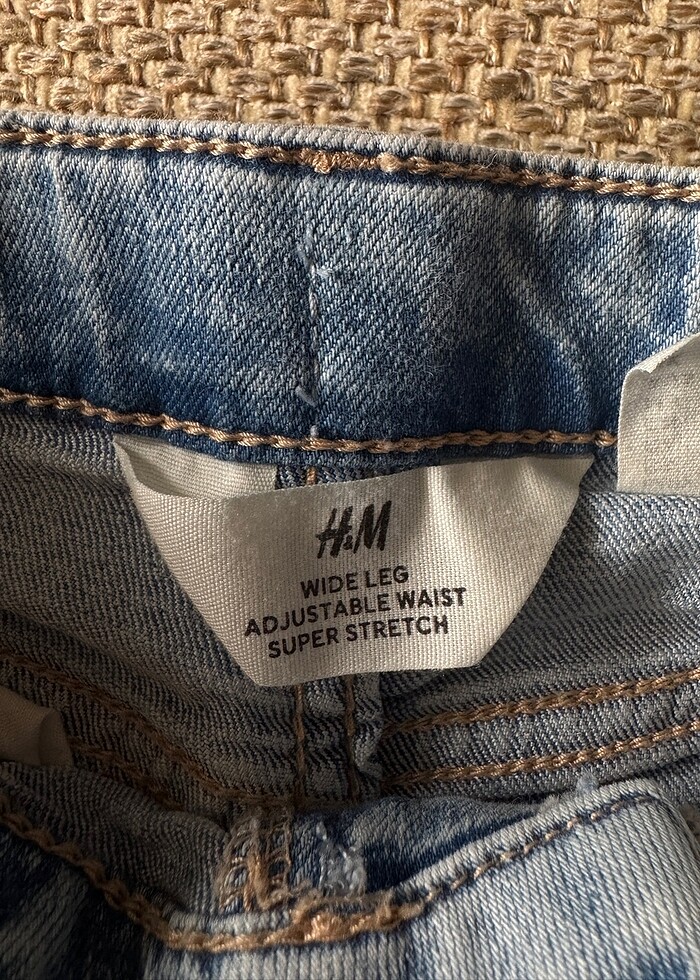 H&M
WIDE LEG
ADJUSTABLE WAIST
SUPER STRETCH